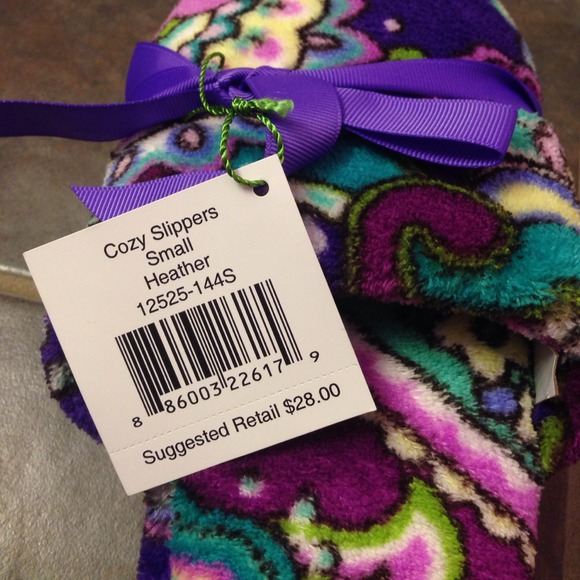 Cozy Slippers
Small
Heather
12525-144S
8 86003 22617 9
Suggested Retail $28.00